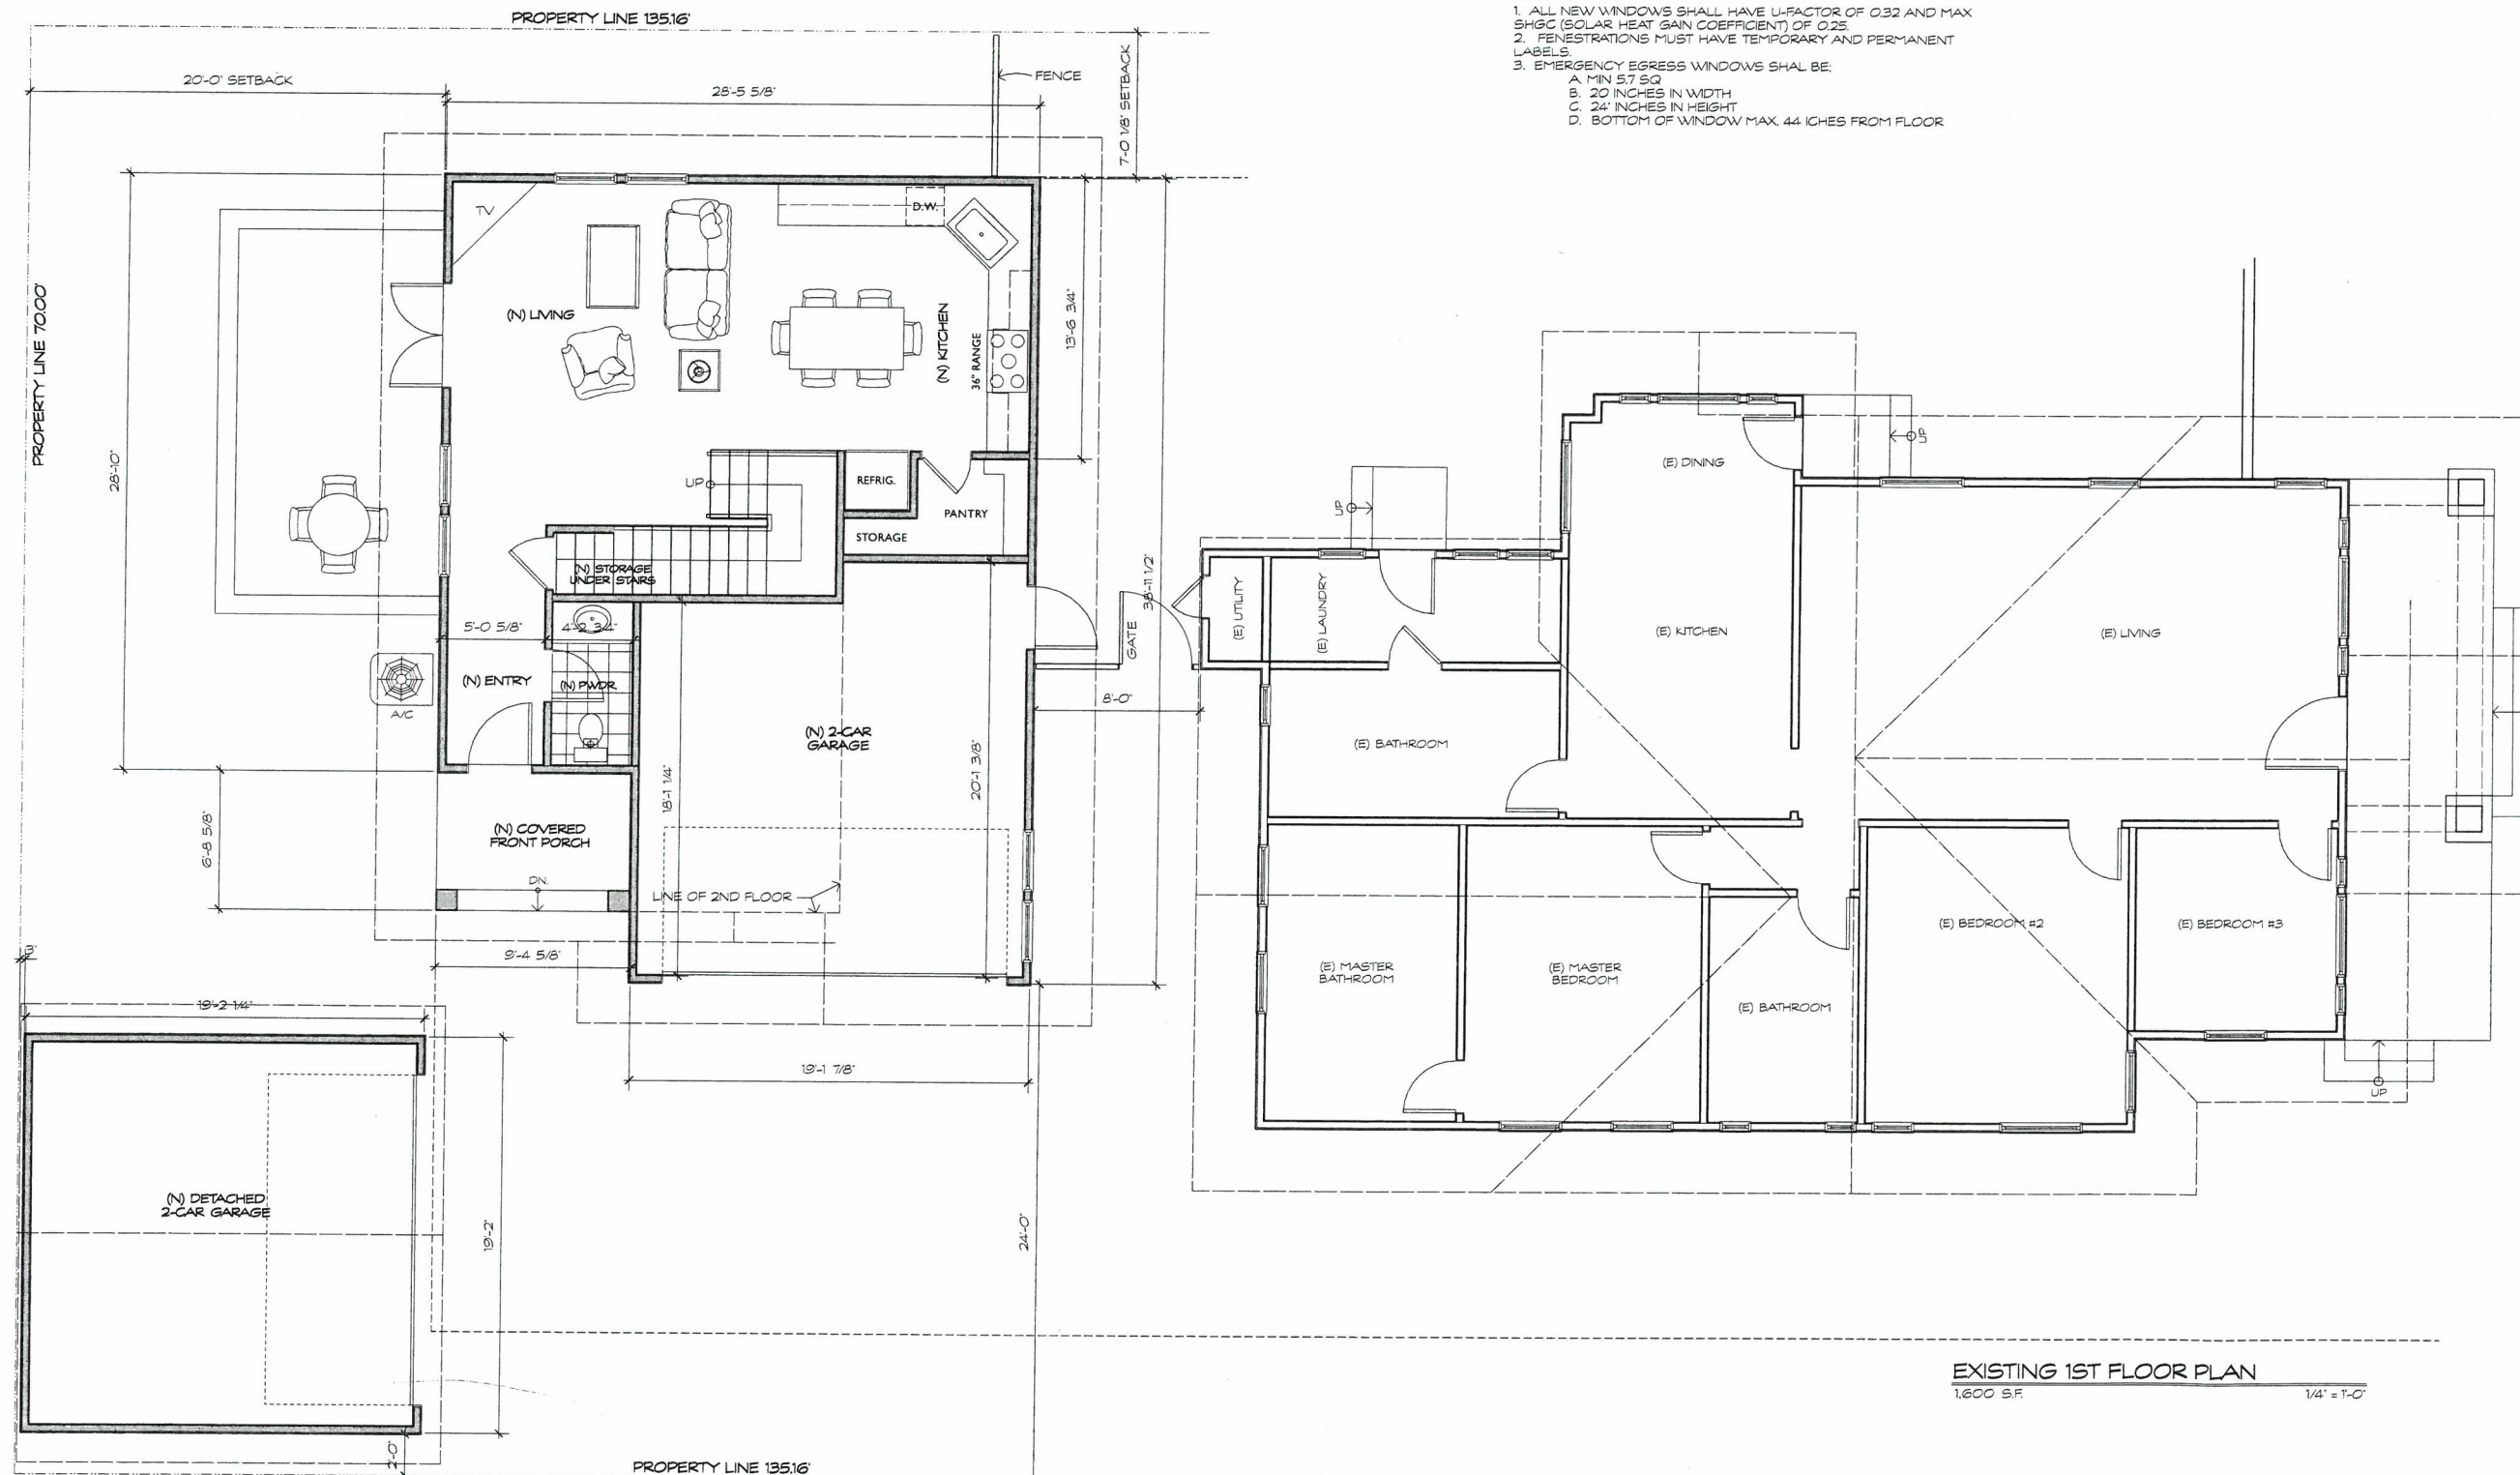 PROPERTY LINE 135.16'
1. ALL NEW WINDOWS SHALL HAVE U-FACTOR OF 0.32 AND MAX
SHGC (SOLAR HEAT GAIN COEFFICIENT) OF 0.25.
2. FENESTRATIONS MUST HAVE TEMPORARY AND PERMANENT
LABELS.
3. EMERGENCY EGRESS WINDOWS SHAL BE;
A. MIN 5.7 SQ
B. 20 INCHES IN WIDTH
C. 24" INCHES IN HEIGHT
D. BOTTOM OF WINDOW MAX. 44 ICHES FROM FLOOR
20'-0" SETBACK
28'-5 5/8"
FENCE
7'-0 1/8" SETBACK
PROPERTY LINE 70.00'
28'-10"
TV
D.W.
(N) LIVING
(N) KITCHEN
36" RANGE
13'-6 3/4"
UP
REFRIG.
PANTRY
STORAGE
(N) STORAGE
UNDER STAIRS
38'-11 1/2"
5'-0 5/8"
4'-2 3/4"
GATE
(N) ENTRY
(N) PWDR.
A/C
8'-0"
(N) 2-CAR
GARAGE
18'-1 1/4"
20'-1 3/8"
6'-8 5/8"
(N) COVERED
FRONT PORCH
DN.
LINE OF 2ND FLOOR
9'-4 5/8"
3"
19'-2 1/4"
19'-1 7/8"
(N) DETACHED
2-CAR GARAGE
19'-2"
24'-0"
2'-0"
PROPERTY LINE 135.16'
(E) DINING
UP
UP
(E) UTILITY
(E) LAUNDRY
(E) KITCHEN
(E) LIVING
(E) BATHROOM
(E) MASTER
BATHROOM
(E) MASTER
BEDROOM
(E) BATHROOM
(E) BEDROOM #2
(E) BEDROOM #3
UP
EXISTING 1ST FLOOR PLAN
1,600 S.F.
1/4" = 1'-0"